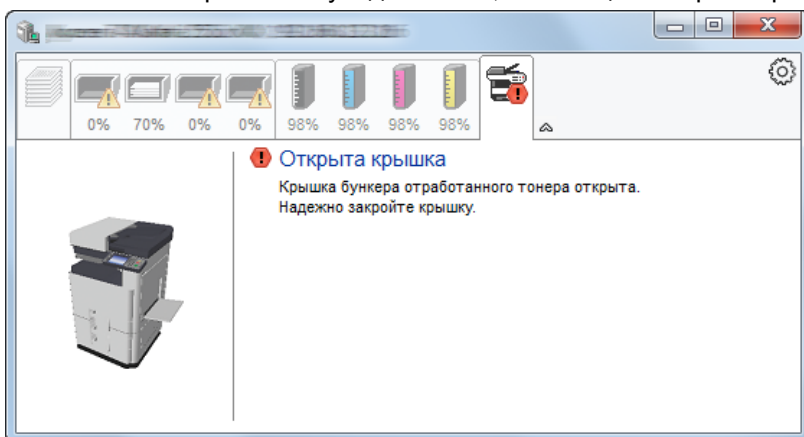 0% 70% 0% 0% 98% 98% 98% 98%
Открыта крышка
Крышка бункера отработанного тонера открыта.
Надежно закройте крышку.